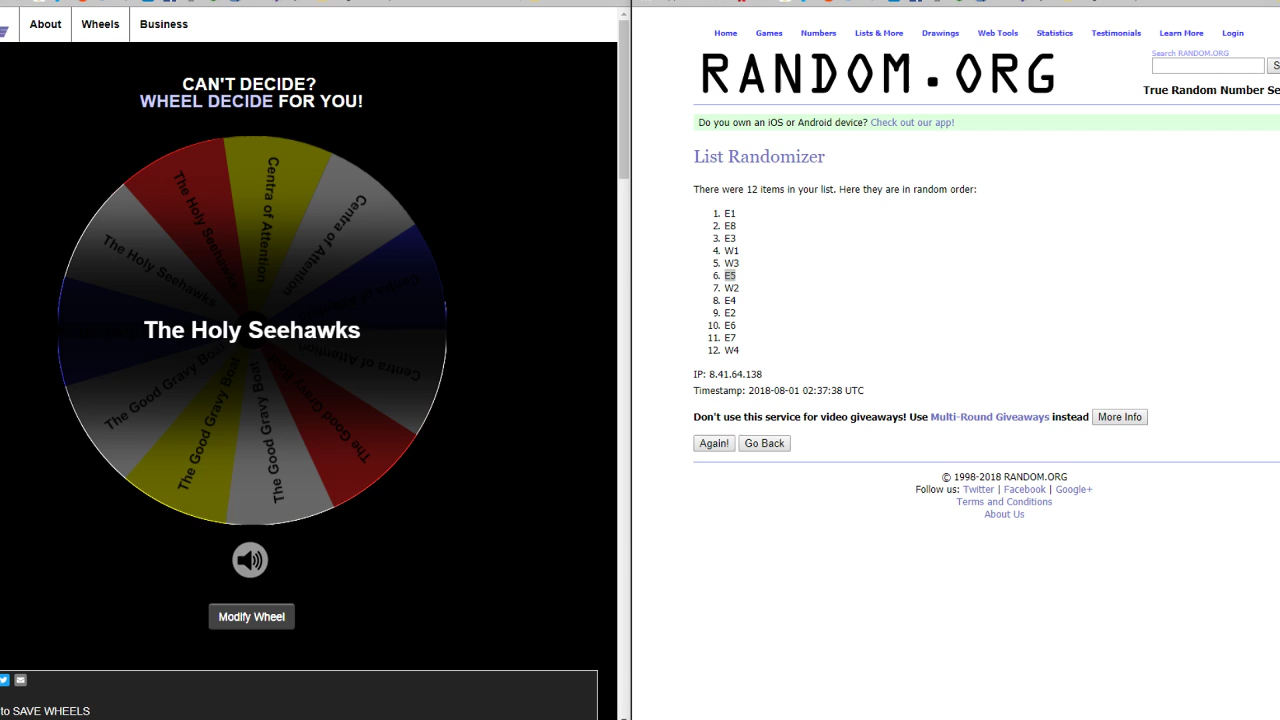 About
Wheels
Business
CAN'T DECIDE?
WHEEL DECIDE FOR YOU!
Centra of Attention
Centra of Attention
Centra of Attention
Centra of Attention
The Good Gravy Boat
The Good Gravy Boat
The Good Gravy Boat
The Good Gravy Boat
The Holy Seehawks
The Holy Seehawks
The Holy Seehawks
Modify Wheel
to SAVE WHEELS
Home Games Numbers Lists & More Drawings Web Tools Statistics Testimonials Learn More Login
RANDOM.ORG
Search RANDOM.ORG
True Random Number Se
Do you own an iOS or Android device? Check out our app!
List Randomizer
There were 12 items in your list. Here they are in random order:
1. E1
2. E8
3. E3
4. W1
5. W3
6. E5
7. W2
8. E4
9. E2
10. E6
11. E7
12. W4
IP: 8.41.64.138
Timestamp: 2018-08-01 02:37:38 UTC
Don't use this service for video giveaways! Use Multi-Round Giveaways instead More Info
Again! Go Back
© 1998-2018 RANDOM.ORG
Follow us: Twitter | Facebook | Google+
Terms and Conditions
About Us